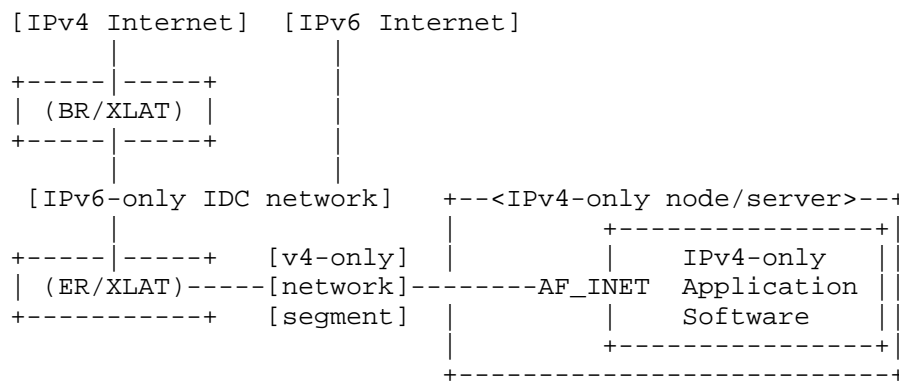 [IPv4 Internet]  [IPv6 Internet]
(BR/XLAT)
[IPv6-only IDC network]  <IPv4-only node/server>
[v4-only]  IPv4-only
(ER/XLAT)  [network]  AF_INET  Application
[segment]  Software